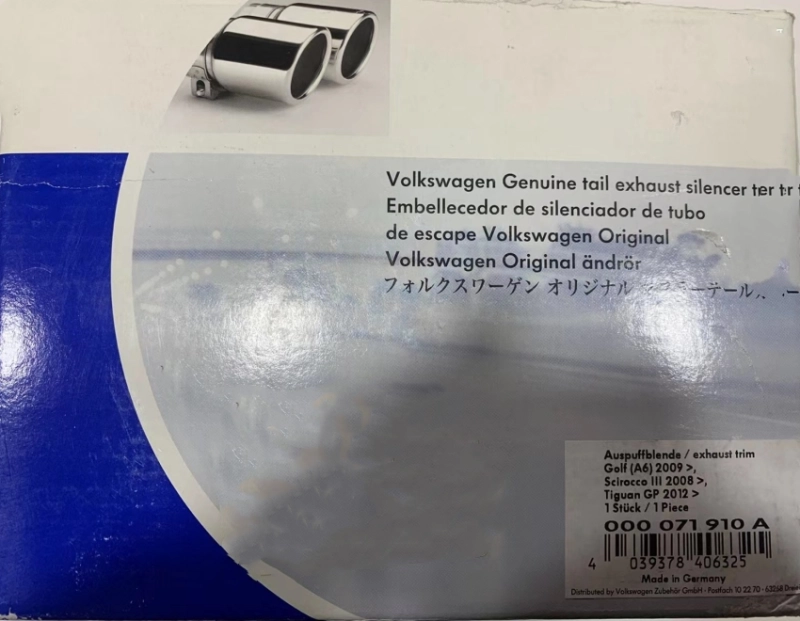 Volkswagen Genuine tail exhaust silencer
Embellecedor de silenciador de tubo
de escape Volkswagen Original
Volkswagen Original ändrör
フォルクスワーゲン オリジナル
Auspuffblende / exhaust trim
Golf (A6) 2009 >,
Scirocco III 2008 >,
Tiguan GP 2012 >
1 Stück / 1 Piece
000 071 910 A
4 039378 406325
Made in Germany
Distributed by Volkswagen Zubehör GmbH - Postfach 10 22 70 - 63268